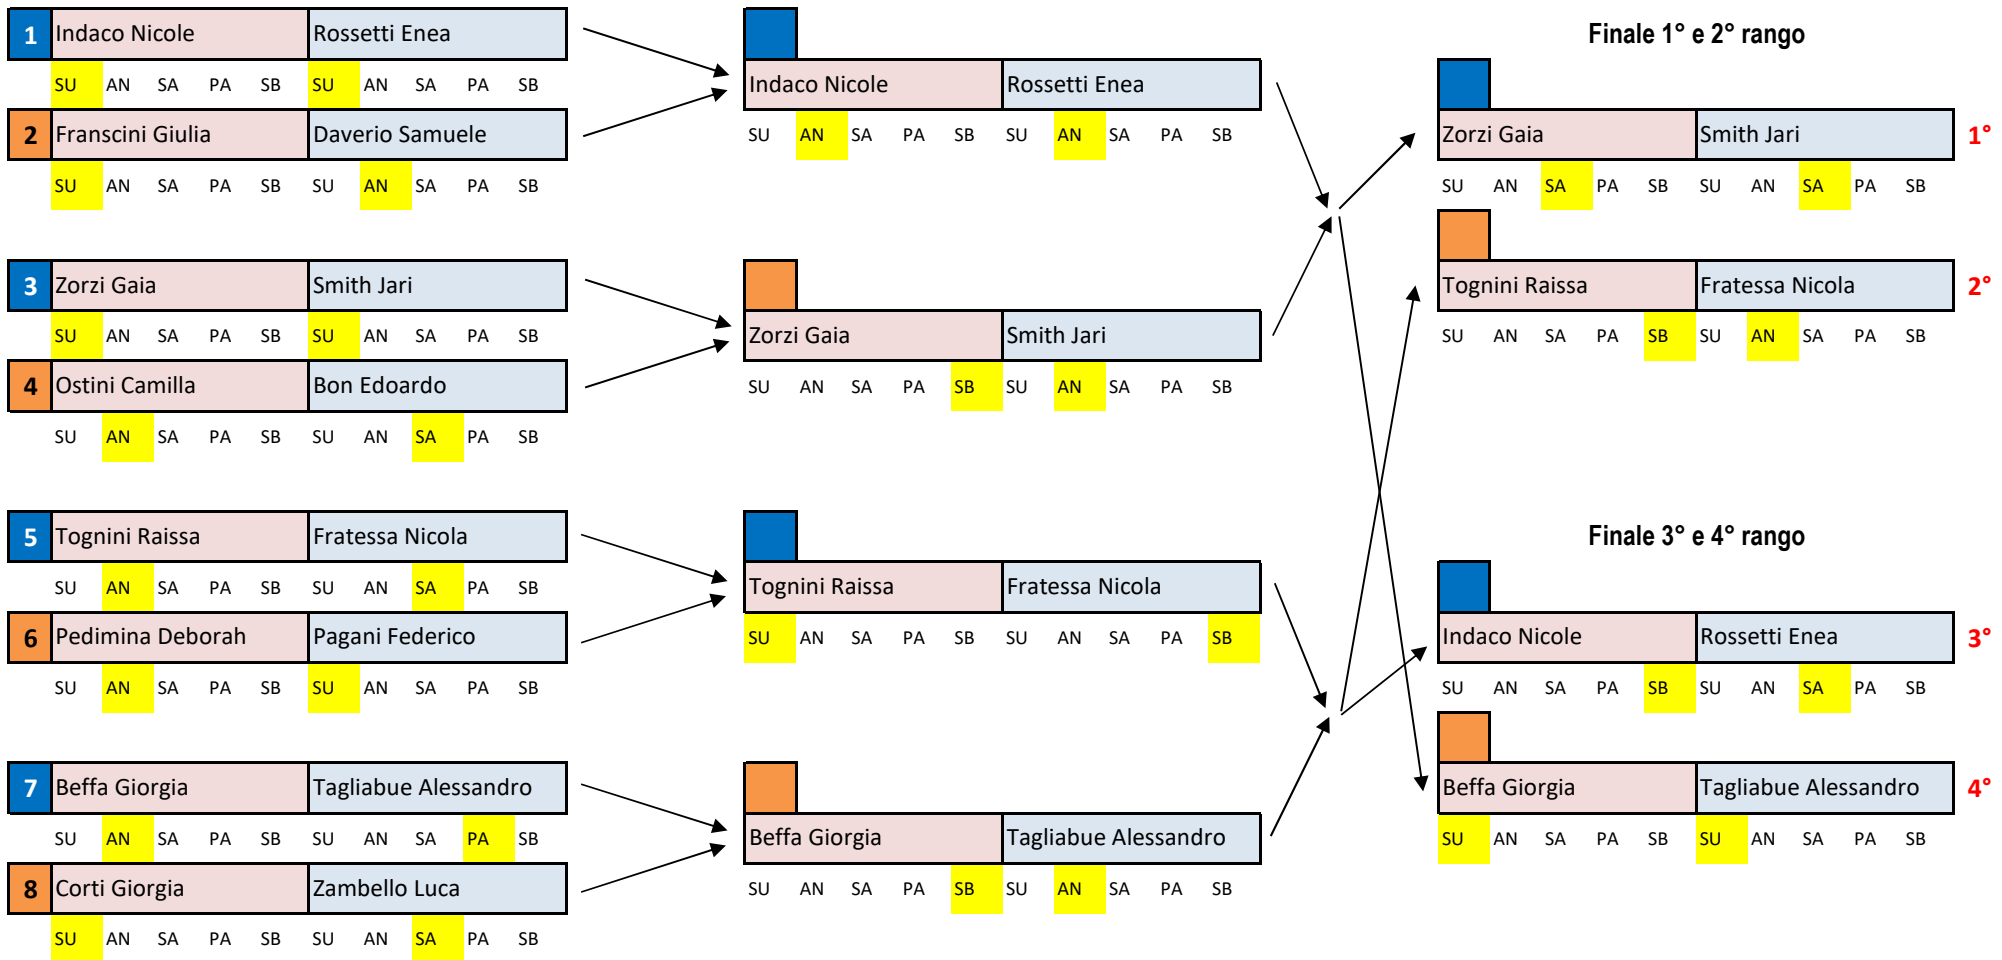 1 Indaco Nicole Rossetti Enea
SU AN SA PA SB SU AN SA PA SB
2 Franscini Giulia Daverio Samuele
SU AN SA PA SB SU AN SA PA SB
3 Zorzi Gaia Smith Jari
SU AN SA PA SB SU AN SA PA SB
4 Ostini Camilla Bon Edoardo
SU AN SA PA SB SU AN SA PA SB
5 Tognini Raissa Fratessa Nicola
SU AN SA PA SB SU AN SA PA SB
6 Pedimina Deborah Pagani Federico
SU AN SA PA SB SU AN SA PA SB
7 Beffa Giorgia Tagliabue Alessandro
SU AN SA PA SB SU AN SA PA SB
8 Corti Giorgia Zambello Luca
SU AN SA PA SB SU AN SA PA SB
Indaco Nicole Rossetti Enea
SU AN SA PA SB SU AN SA PA SB
Zorzi Gaia Smith Jari
SU AN SA PA SB SU AN SA PA SB
Tognini Raissa Fratessa Nicola
SU AN SA PA SB SU AN SA PA SB
Beffa Giorgia Tagliabue Alessandro
SU AN SA PA SB SU AN SA PA SB
Finale 1° e 2° rango
Zorzi Gaia Smith Jari 1°
SU AN SA PA SB SU AN SA PA SB
Tognini Raissa Fratessa Nicola 2°
SU AN SA PA SB SU AN SA PA SB
Finale 3° e 4° rango
Indaco Nicole Rossetti Enea 3°
SU AN SA PA SB SU AN SA PA SB
Beffa Giorgia Tagliabue Alessandro 4°
SU AN SA PA SB SU AN SA PA SB